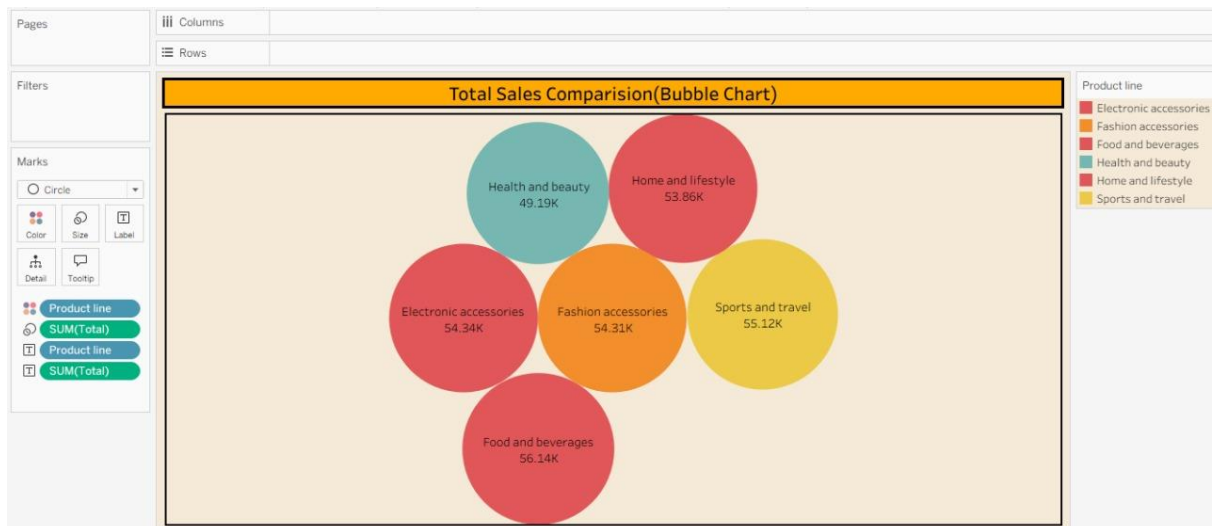 Pages
Columns
Rows
Filters
Marks
Circle
Color
Size
Label
Detail
Tooltip
Product line
SUM(Total)
Product line
SUM(Total)
Total Sales Comparision(Bubble Chart)
Health and beauty
49.19K
Home and lifestyle
53.86K
Electronic accessories
54.34K
Fashion accessories
54.31K
Sports and travel
55.12K
Food and beverages
56.14K
Product line
Electronic accessories
Fashion accessories
Food and beverages
Health and beauty
Home and lifestyle
Sports and travel